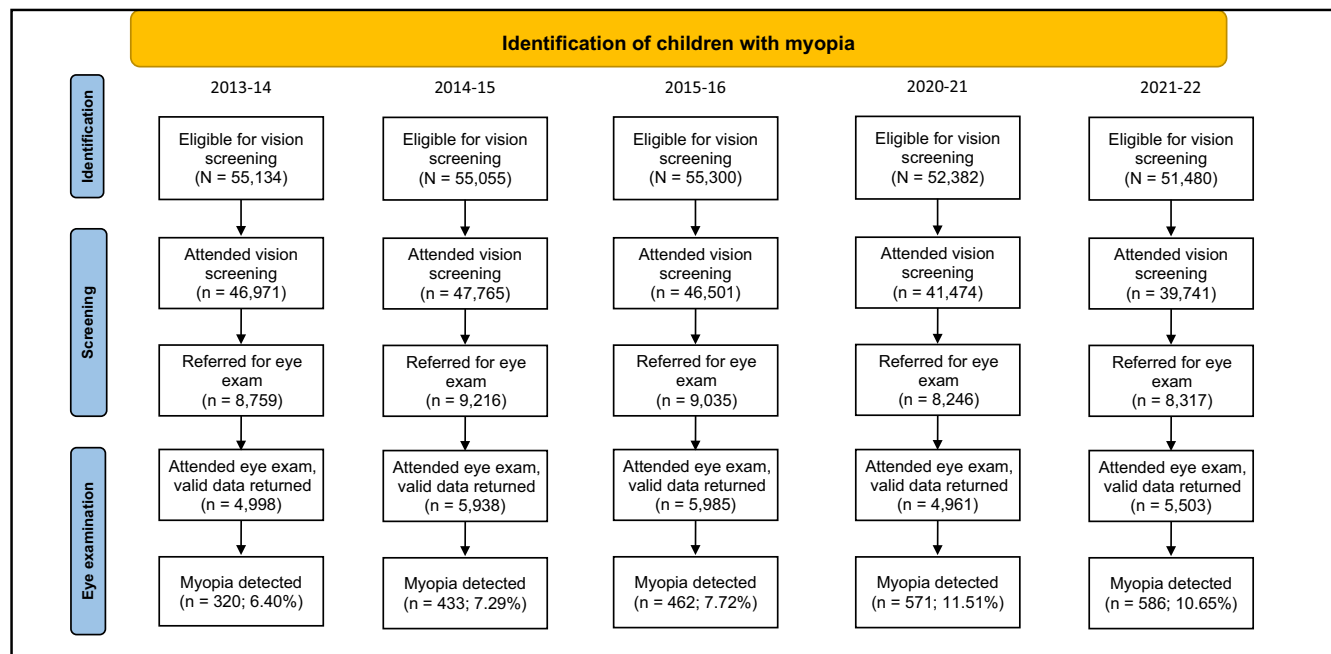 Identification of children with myopia
2013-14
2014-15
2015-16
2020-21
2021-22
Identification
Eligible for vision
screening
(N = 55,134)
Eligible for vision
screening
(N = 55,055)
Eligible for vision
screening
(N = 55,300)
Eligible for vision
screening
(N = 52,382)
Eligible for vision
screening
(N = 51,480)
Screening
Attended vision
screening
(n = 46,971)
Attended vision
screening
(n = 47,765)
Attended vision
screening
(n = 46,501)
Attended vision
screening
(n = 41,474)
Attended vision
screening
(n = 39,741)
Referred for eye
exam
(n = 8,759)
Referred for eye
exam
(n = 9,216)
Referred for eye
exam
(n = 9,035)
Referred for eye
exam
(n = 8,246)
Referred for eye
exam
(n = 8,317)
Eye examination
Attended eye exam,
valid data returned
(n = 4,998)
Attended eye exam,
valid data returned
(n = 5,938)
Attended eye exam,
valid data returned
(n = 5,985)
Attended eye exam,
valid data returned
(n = 4,961)
Attended eye exam,
valid data returned
(n = 5,503)
Myopia detected
(n = 320; 6.40%)
Myopia detected
(n = 433; 7.29%)
Myopia detected
(n = 462; 7.72%)
Myopia detected
(n = 571; 11.51%)
Myopia detected
(n = 586; 10.65%)